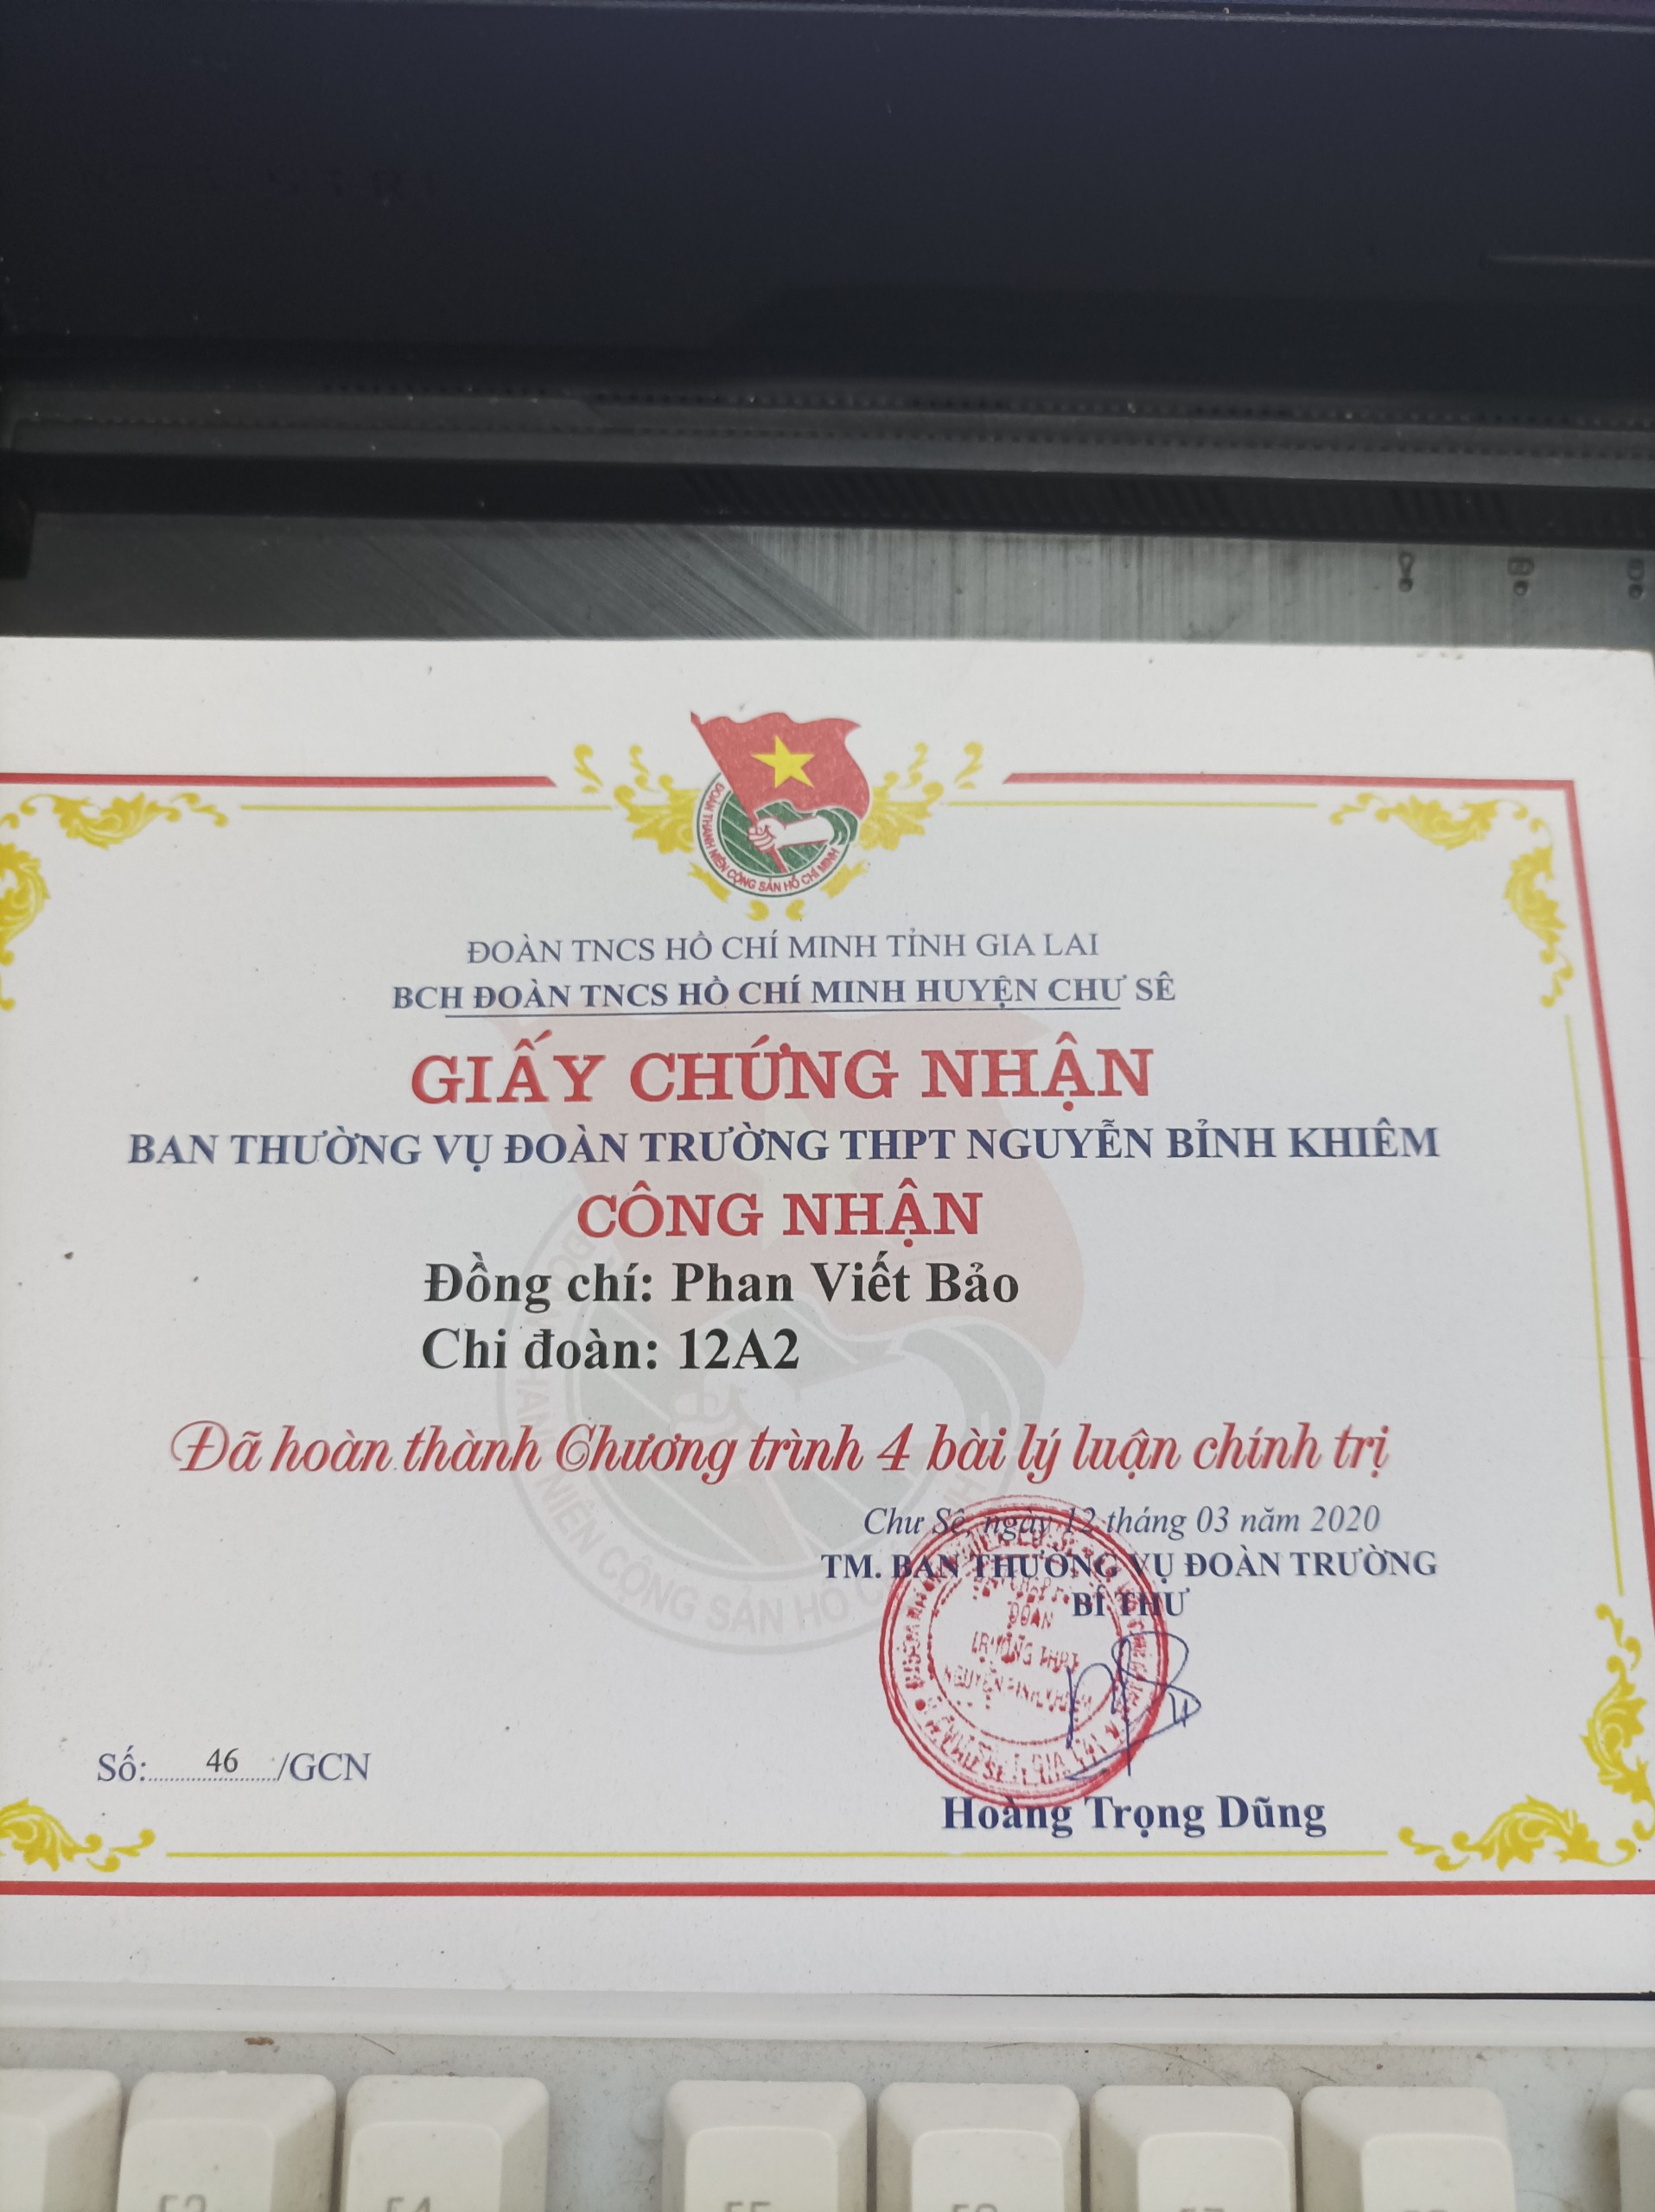 ĐOÀN THANH NIÊN CỘNG SẢN HỒ CHÍ MINH
ĐOÀN TNCS HỒ CHÍ MINH TỈNH GIA LAI
BCH ĐOÀN TNCS HỒ CHÍ MINH HUYỆN CHƯ SÊ
GIẤY CHỨNG NHẬN
BAN THƯỜNG VỤ ĐOÀN TRƯỜNG THPT NGUYỄN BỈNH KHIÊM
CÔNG NHẬN
Đồng chí: Phan Viết Bảo
Chi đoàn: 12A2
Đã hoàn thành Chương trình 4 bài lý luận chính trị
Chư Sê, ngày 12 tháng 03 năm 2020
TM. BAN THƯỜNG VỤ ĐOÀN TRƯỜNG
BÍ THƯ
ĐOÀN
TRƯỜNG THPT
NGUYỄN BỈNH KHIÊM
Số: 46 /GCN
Hoàng Trọng Dũng